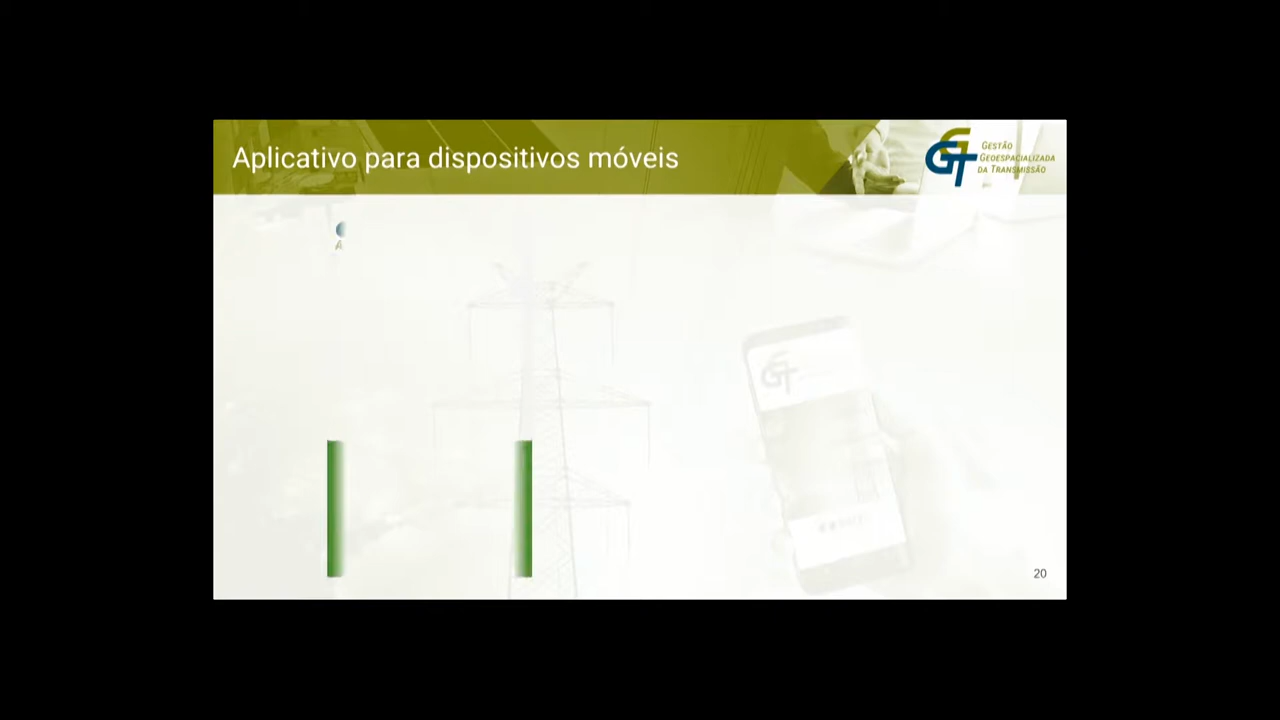 Aplicativo para dispositivos móveis
GESTÃO
GEOESPACIALIZADA
DA TRANSMISSÃO
A
20